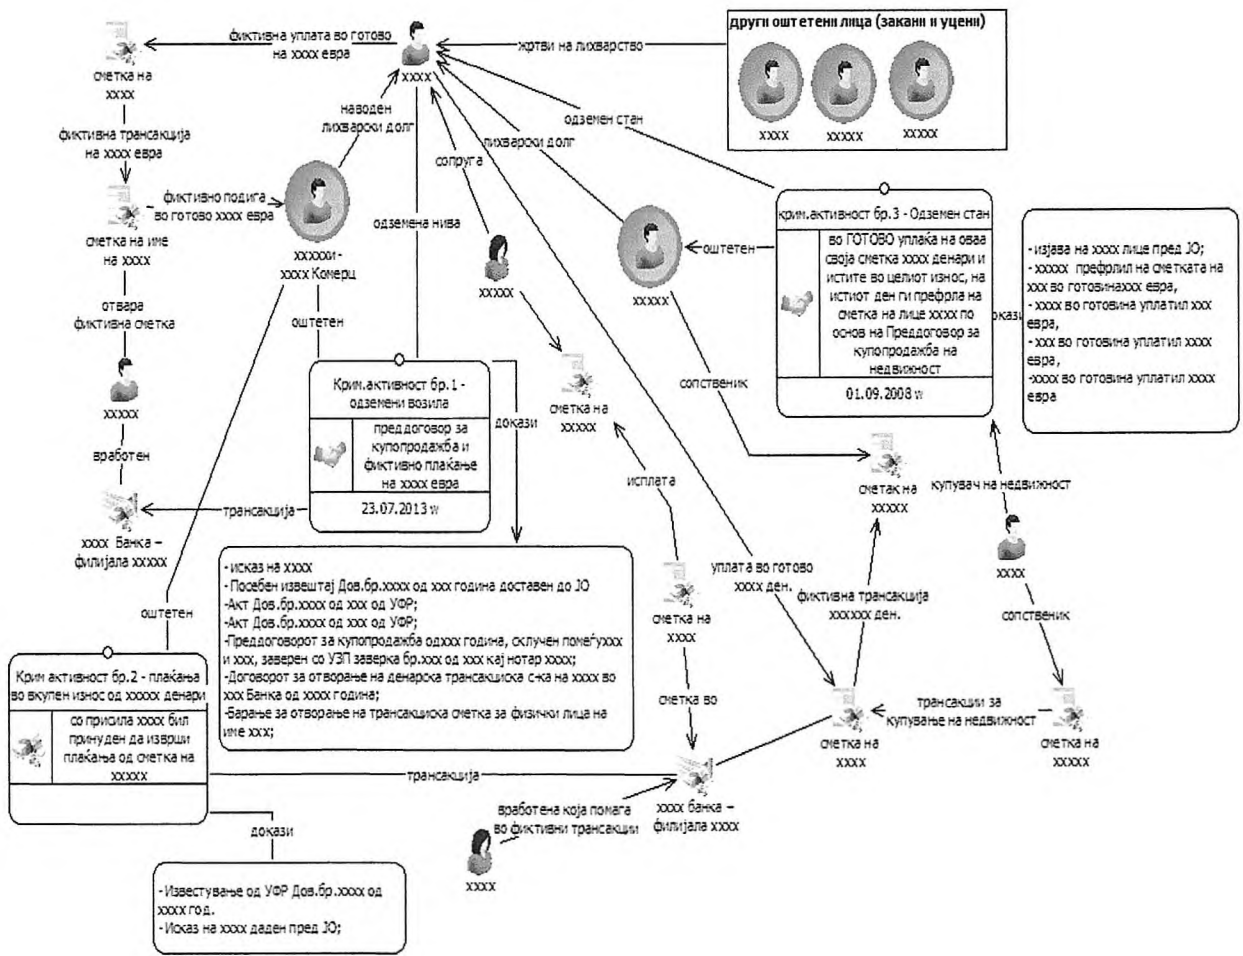 други оштетени лица (закани и уцени)
xxxx
xxxxx
xxxxx
фиктивна уплата во готово
на xxxx евра
xxxx
жртви на лихварство
сметка на
xxxx
фиктивна трансакција
на xxxx евра
наводен
лихварски долг
сопруга
лихварски долг
одземен стан
фиктивно подига
во готово xxxx евра
сметка на име
на xxxx
xxxxxи-
xxxx Комерц
одземена нива
xxxxx
xxxxx
оштетен
крим.активност бр.3 - Одземен стан
во ГОТОВО уплаќа на оваа
своја сметка xxxx денари и
истите во целиот износ, на
истиот ден ги префрла на
сметка на лице xxxx по
основ на Преддоговор за
купопродажба на
недвижност
01.09.2008 w
докази
- изјава на xxxx лице пред ЈО;
- xxxxx префрлил на сметката на
xxx во готовинаxxx евра,
- xxxx во готовина уплатил xxx
евра,
- xxx во готовина уплатил xxxx
евра,
-xxxx во готовина уплатил xxxx
евра
отвара
фиктивна сметка
оштетен
xxxxx
Крим.активност бр.1 -
одземени возила
преддоговор за
купопродажба и
фиктивно плаќање
на xxxx евра
23.07.2013 w
докази
сметка на
xxxxx
сопственик
вработен
трансакција
xxxx Банка –
филијала xxxxx
исплата
сметак на
xxxxx
купувач на недвижност
xxxx
- исказ на xxxx
- Посебен извештај Дов.бр.xxxx од xxx година доставен до ЈО
-Акт Дов.бр.xxxx од xxx од УФР;
-Акт Дов.бр.xxxx од xxx од УФР;
-Преддоговорот за купопродажба одxxx година, склучен помеѓуxxx
и xxx, заверен со УЗП заверка бр.xxx од xxx кај нотар xxxx;
-Договорот за отворање на денарска трансакциска с-ка на xxxx во
xxx Банка од xxxx година;
-Барање за отворање на трансакциска сметка за физички лица на
име xxx;
уплата во готово
xxxx ден.
фиктивна трансакција
xxxxxx ден.
оштетен
сметка на
xxxx
сопственик
Крим активност бр.2 - плаќања
во вкупен износ од xxxxx денари
со присила xxxx бил
принуден да изврши
плаќања од сметка на
xxxxx
сметка во
сметка на
xxxx
трансакции за
купување на недвижност
сметка на
xxxxx
трансакција
xxxx банка –
филијала xxxx
вработена која помага
во фиктивни трансакции
xxxx
докази
-Известување од УФР Дов.бр.xxxx од
xxxx год.
- Исказ на xxxx даден пред ЈО;